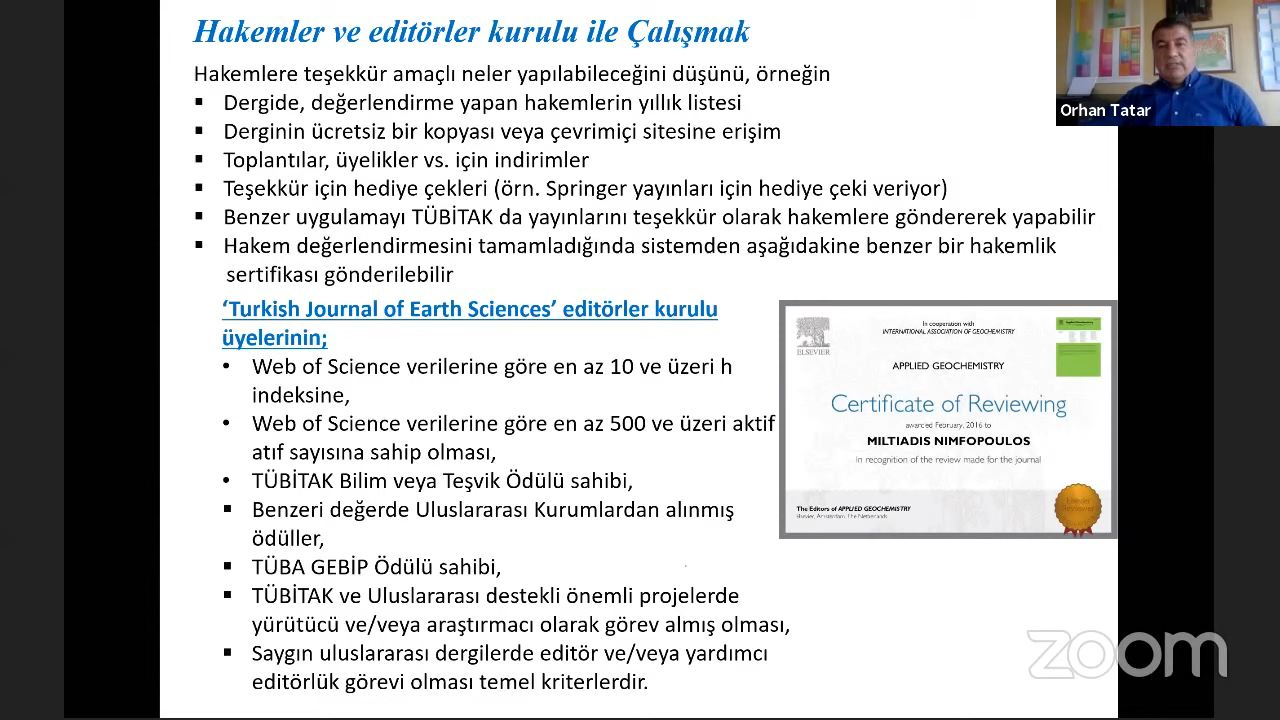 Hakemler ve editörler kurulu ile Çalışmak
Hakemlere teşekkür amaçlı neler yapılabileceğini düşünü, örneğin
▪ Dergide, değerlendirme yapan hakemlerin yıllık listesi
▪ Derginin ücretsiz bir kopyası veya çevrimiçi sitesine erişim
▪ Toplantılar, üyelikler vs. için indirimler
▪ Teşekkür için hediye çekleri (örn. Springer yayınları için hediye çeki veriyor)
▪ Benzer uygulamayı TÜBİTAK da yayınlarını teşekkür olarak hakemlere göndererek yapabilir
▪ Hakem değerlendirmesini tamamladığında sistemden aşağıdakine benzer bir hakemlik
sertifikası gönderilebilir
‘Turkish Journal of Earth Sciences’ editörler kurulu
üyelerinin;
• Web of Science verilerine göre en az 10 ve üzeri h
indeksine,
• Web of Science verilerine göre en az 500 ve üzeri aktif
atıf sayısına sahip olması,
• TÜBİTAK Bilim veya Teşvik Ödülü sahibi,
▪ Benzeri değerde Uluslararası Kurumlardan alınmış
ödüller,
▪ TÜBA GEBİP Ödülü sahibi,
▪ TÜBİTAK ve Uluslararası destekli önemli projelerde
yürütücü ve/veya araştırmacı olarak görev almış olması,
▪ Saygın uluslararası dergilerde editör ve/veya yardımcı
editörlük görevi olması temel kriterlerdir.
ELSEVIER
In cooperation with
INTERNATIONAL ASSOCIATION OF GEOCHEMISTRY
APPLIED GEOCHEMISTRY
Certificate of Reviewing
awarded February, 2016 to
MILTIADIS NIMFOPOULOS
In recognition of the review made for the journal
The Editors of APPLIED GEOCHEMISTRY
Elsevier, Amsterdam, The Netherlands
Orhan Tatar
zoom